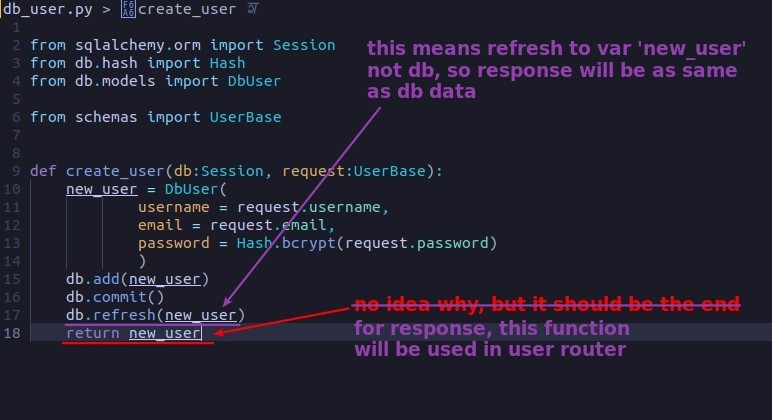 db_user.py > create_user
1
2 from sqlalchemy.orm import Session
3 from db.hash import Hash
4 from db.models import DbUser
5
6 from schemas import UserBase
7
8
9 def create_user(db:Session, request:UserBase):
10 new_user = DbUser(
11 username = request.username,
12 email = request.email,
13 password = Hash.bcrypt(request.password)
14 )
15 db.add(new_user)
16 db.commit()
17 db.refresh(new_user)
18 return new_user
this means refresh to var 'new_user'
not db, so response will be as same
as db data
no idea why, but it should be the end
for response, this function
will be used in user router